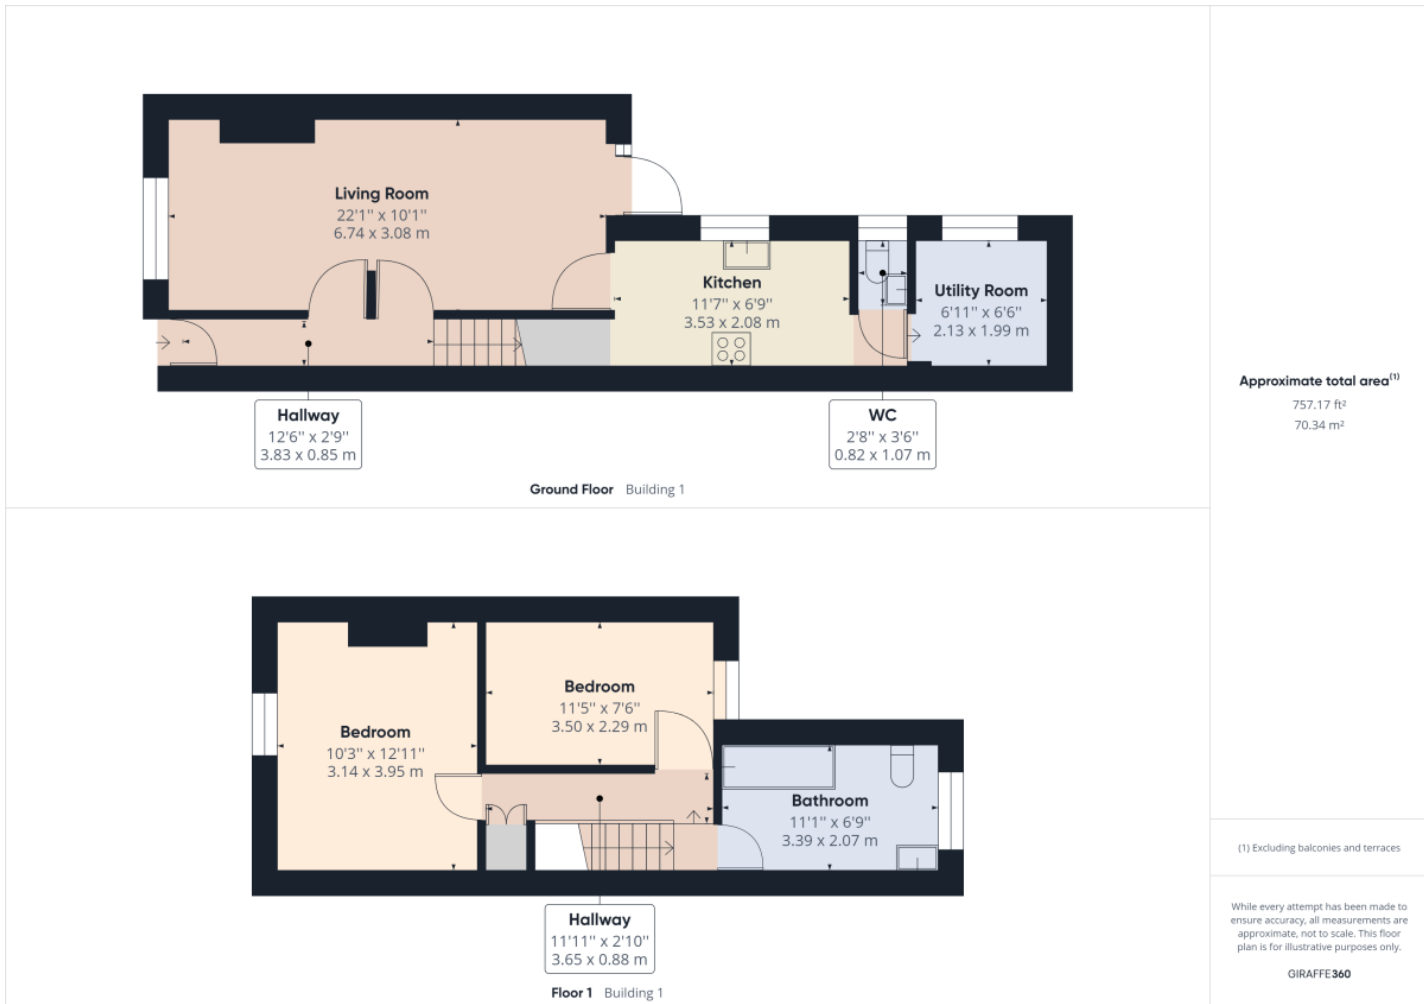 Living Room
22'1" x 10'1"
6.74 x 3.08 m
Kitchen
11'7" x 6'9"
3.53 x 2.08 m
Utility Room
6'11" x 6'6"
2.13 x 1.99 m
Hallway
12'6" x 2'9"
3.83 x 0.85 m
WC
2'8" x 3'6"
0.82 x 1.07 m
Ground Floor Building 1
Bedroom
10'3" x 12'11"
3.14 x 3.95 m
Bedroom
11'5" x 7'6"
3.50 x 2.29 m
Bathroom
11'1" x 6'9"
3.39 x 2.07 m
Hallway
11'11" x 2'10"
3.65 x 0.88 m
Floor 1 Building 1
Approximate total area(1)
757.17 ft²
70.34 m²
(1) Excluding balconies and terraces
While every attempt has been made to
ensure accuracy, all measurements are
approximate, not to scale. This floor
plan is for illustrative purposes only.
GIRAFFE360